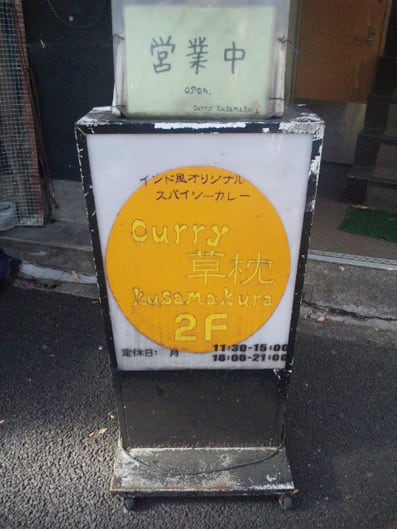 営業中
open.
curry kusamakura
インド風オリジナル
スパイシーカレー
curry
草枕
kusamakura
2F
定休日: 月
11:30-15:00
18:00-21:00